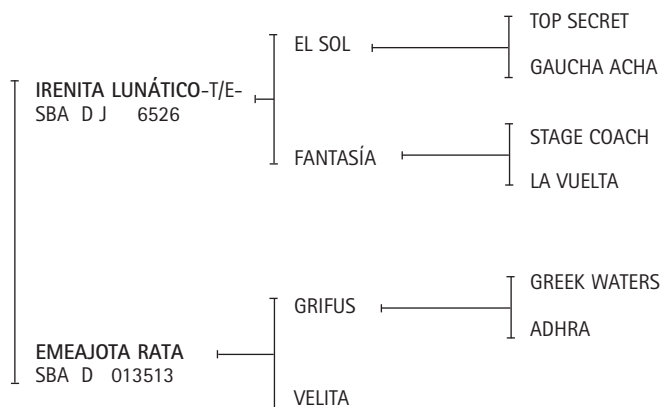 TOP SECRET
EL SOL
GAUCHA ACHA
IRENITA LUNÁTICO-T/E-
SBA D J 6526
STAGE COACH
FANTASÍA
LA VUELTA
GREEK WATERS
GRIFUS
ADHRA
EMEAJOTA RATA
SBA D 013513
VELITA